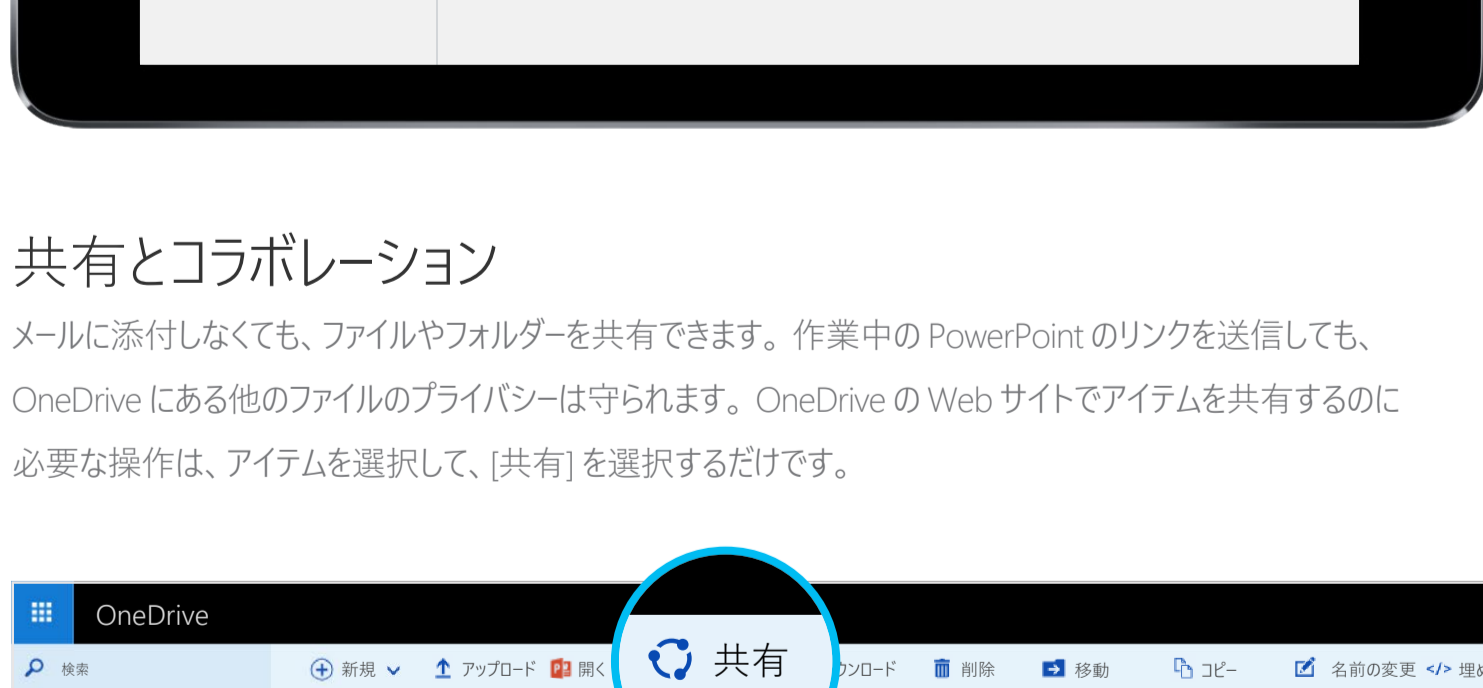 共有とコラボレーション
メールに添付しなくても、ファイルやフォルダーを共有できます。作業中の PowerPoint のリンクを送信しても、
OneDrive にある他のファイルのプライバシーは守られます。OneDrive の Web サイトでアイテムを共有するのに
必要な操作は、アイテムを選択して、[共有] を選択するだけです。
OneDrive
検索 新規 アップロード 開く 共有 ウンロード 削除 移動 コピー 名前の変更 </> 埋め